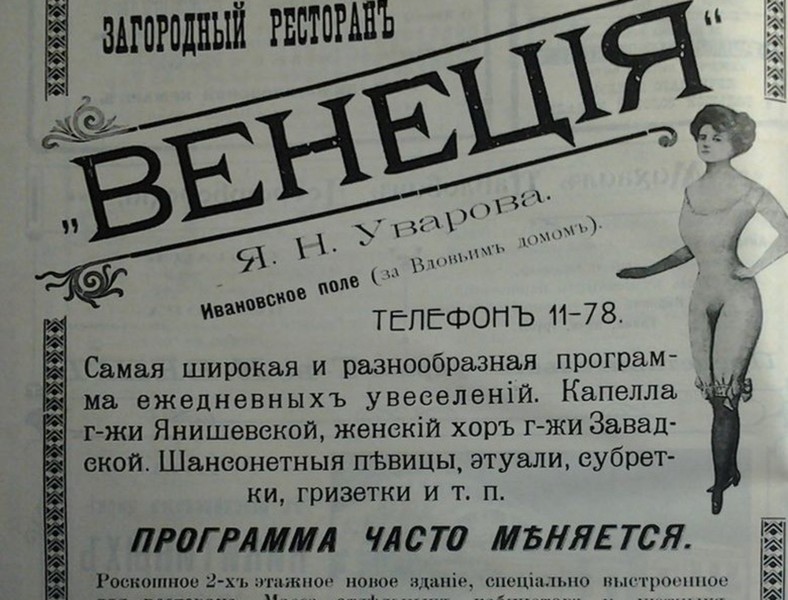 ЗАГОРОДНЫЙ РЕСТОРАНЪ
„ВЕНЕЦІЯ“
Я. Н. Уварова.
Ивановское поле (за Вдовьимъ домомъ).
ТЕЛЕФОНЪ 11-78.
Самая широкая и разнообразная програм-
ма ежедневныхъ увеселеній. Капелла
г-жи Янишевской, женскій хоръ г-жи Завад-
ской. Шансонетныя пѣвицы, этуали, субрет-
ки, гризетки и т. п.
ПРОГРАММА ЧАСТО МѢНЯЕТСЯ.
Роскошное 2-хъ этажное новое зданіе, спеціально выстроенное